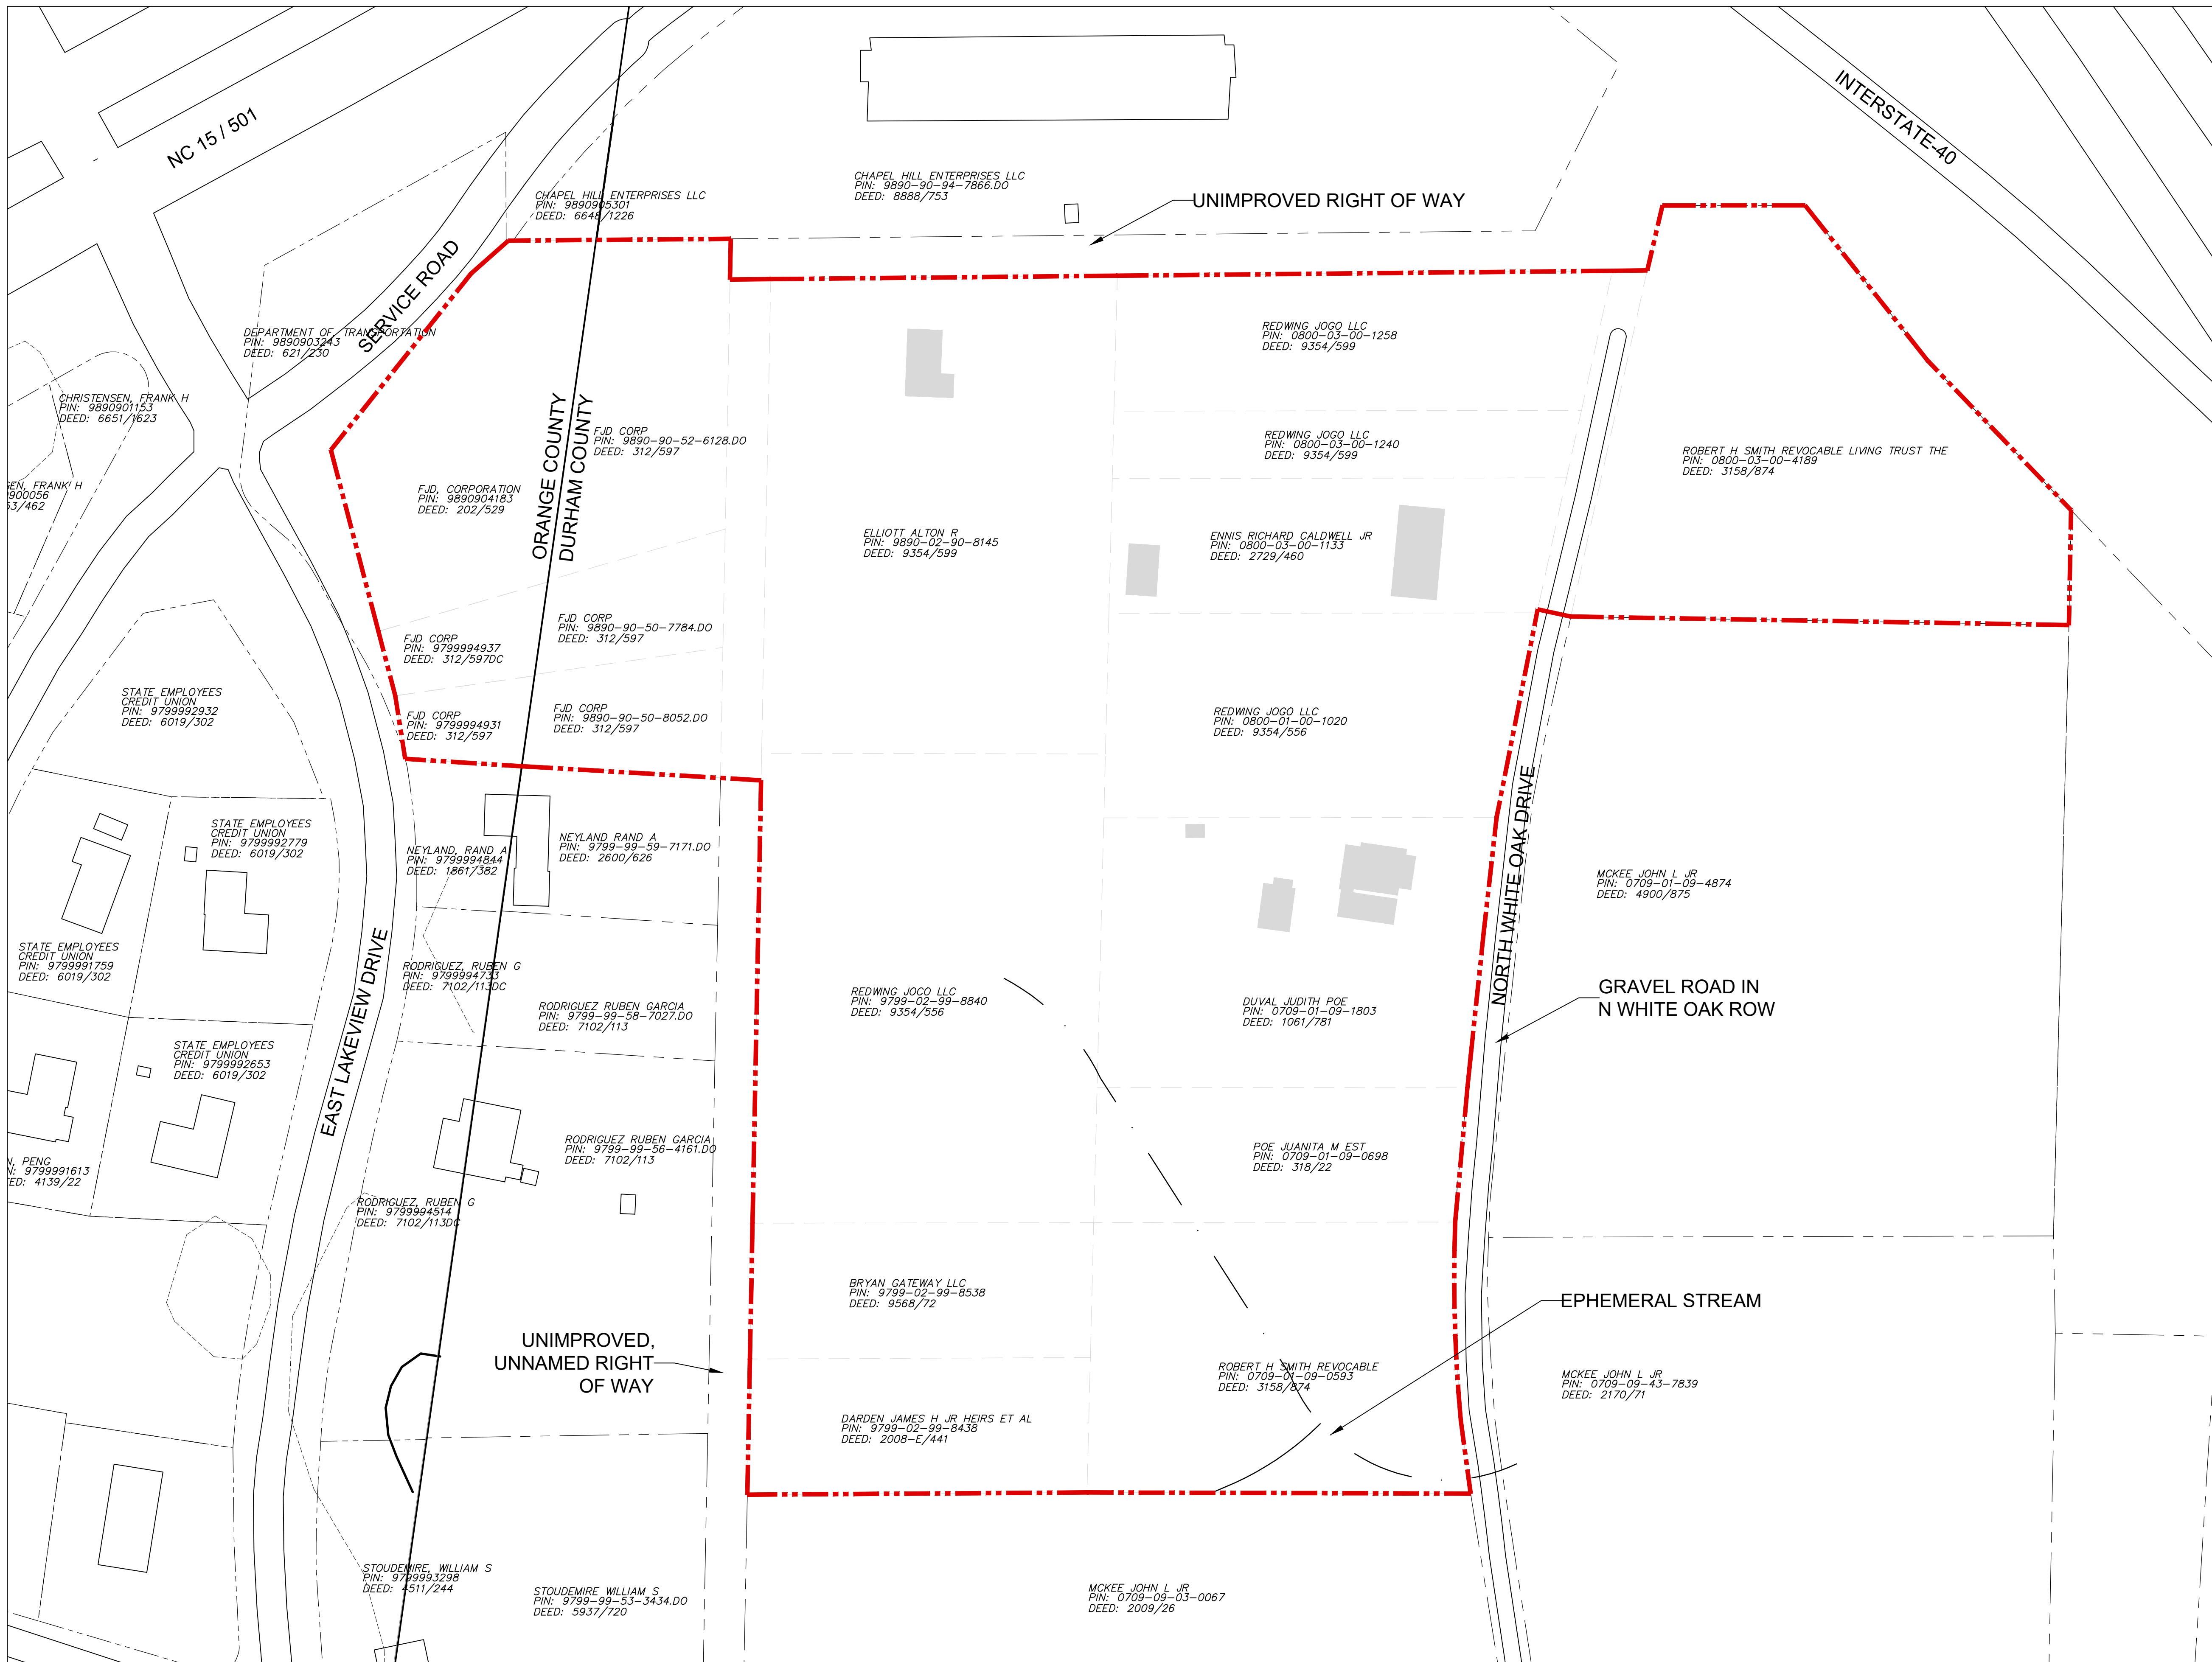 NC 15 / 501
INTERSTATE-40
CHAPEL HILL ENTERPRISES LLC
PIN: 9890905301
DEED: 6648/1226
CHAPEL HILL ENTERPRISES LLC
PIN: 9890-90-94-7866.DO
DEED: 8888/753
UNIMPROVED RIGHT OF WAY
SERVICE ROAD
DEPARTMENT OF TRANSPORTATION
PIN: 9890903243
DEED: 621/230
CHRISTENSEN, FRANK H
PIN: 9890901153
DEED: 6651/1623
SEN, FRANK H
9900056
53/462
ORANGE COUNTY
DURHAM COUNTY
FJD CORP
PIN: 9890-90-52-6128.DO
DEED: 312/597
FJD, CORPORATION
PIN: 9890904183
DEED: 202/529
REDWING JOGO LLC
PIN: 0800-03-00-1258
DEED: 9354/599
REDWING JOGO LLC
PIN: 0800-03-00-1240
DEED: 9354/599
ROBERT H SMITH REVOCABLE LIVING TRUST THE
PIN: 0800-03-00-4189
DEED: 3158/874
ELLIOTT ALTON R
PIN: 9890-02-90-8145
DEED: 9354/599
ENNIS RICHARD CALDWELL JR
PIN: 0800-03-00-1133
DEED: 2729/460
FJD CORP
PIN: 9799994937
DEED: 312/597DC
FJD CORP
PIN: 9890-90-50-7784.DO
DEED: 312/597
FJD CORP
PIN: 9799994931
DEED: 312/597
FJD CORP
PIN: 9890-90-50-8052.DO
DEED: 312/597
REDWING JOGO LLC
PIN: 0800-01-00-1020
DEED: 9354/556
STATE EMPLOYEES
CREDIT UNION
PIN: 9799992932
DEED: 6019/302
STATE EMPLOYEES
CREDIT UNION
PIN: 9799992779
DEED: 6019/302
NEYLAND, RAND A
PIN: 9799994844
DEED: 1861/382
NEYLAND RAND A
PIN: 9799-99-59-7171.DO
DEED: 2600/626
NORTH WHITE OAK DRIVE
MCKEE JOHN L JR
PIN: 0709-01-09-4874
DEED: 4900/875
STATE EMPLOYEES
CREDIT UNION
PIN: 9799991759
DEED: 6019/302
EAST LAKEVIEW DRIVE
RODRIGUEZ, RUBEN G
PIN: 9799994733
DEED: 7102/113DC
RODRIGUEZ RUBEN GARCIA
PIN: 9799-99-58-7027.DO
DEED: 7102/113
REDWING JOCO LLC
PIN: 9799-02-99-8840
DEED: 9354/556
DUVAL JUDITH POE
PIN: 0709-01-09-1803
DEED: 1061/781
GRAVEL ROAD IN
N WHITE OAK ROW
STATE EMPLOYEES
CREDIT UNION
PIN: 9799992653
DEED: 6019/302
RODRIGUEZ RUBEN GARCIA
PIN: 9799-99-56-4161.DO
DEED: 7102/113
POE JUANITA M EST
PIN: 0709-01-09-0698
DEED: 318/22
N, PENG
N: 9799991613
ED: 4139/22
RODRIGUEZ, RUBEN G
PIN: 9799994514
DEED: 7102/113DC
BRYAN GATEWAY LLC
PIN: 9799-02-99-8538
DEED: 9568/72
EPHEMERAL STREAM
UNIMPROVED,
UNNAMED RIGHT
OF WAY
ROBERT H SMITH REVOCABLE
PIN: 0709-01-09-0593
DEED: 3158/874
MCKEE JOHN L JR
PIN: 0709-09-43-7839
DEED: 2170/71
DARDEN JAMES H JR HEIRS ET AL
PIN: 9799-02-99-8438
DEED: 2008-E/441
STOUDEMIRE, WILLIAM S
PIN: 9799993298
DEED: 4511/244
STOUDEMIRE WILLIAM S
PIN: 9799-99-53-3434.DO
DEED: 5937/720
MCKEE JOHN L JR
PIN: 0709-09-03-0067
DEED: 2009/26